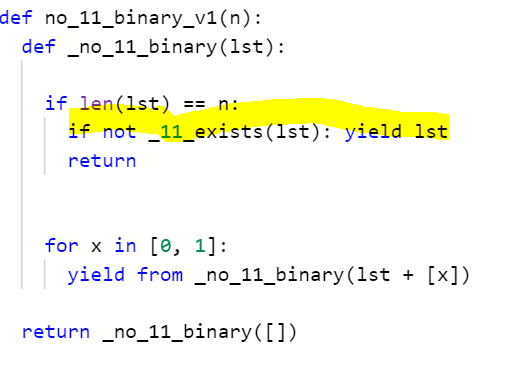 def no_11_binary_v1(n):
def _no_11_binary(lst):
if len(lst) == n:
if not _11_exists(lst): yield lst
return
for x in [0, 1]:
yield from _no_11_binary(lst + [x])
return _no_11_binary([])